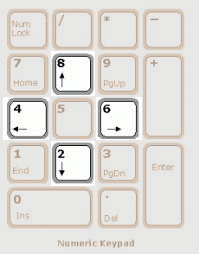 Num Lock / * −
7 Home 8 ↑ 9 PgUp +
4 ← 5 6 →
1 End 2 ↓ 3 PgDn Enter
0 Ins . Del
Numeric Keypad